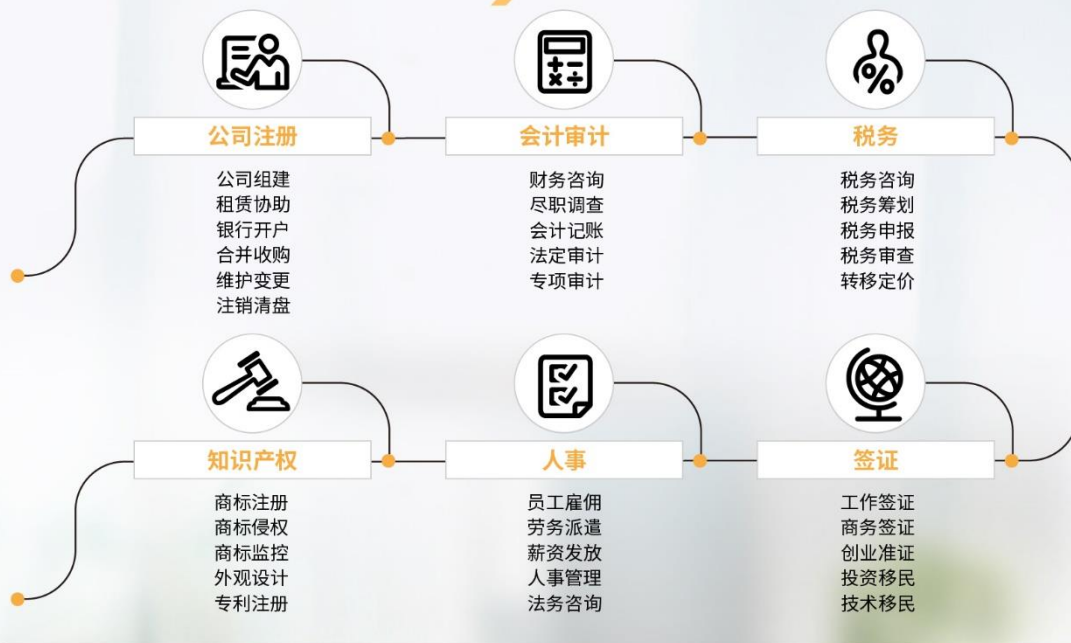 公司注册
公司组建
租赁协助
银行开户
合并收购
维护变更
注销清盘
会计审计
财务咨询
尽职调查
会计记账
法定审计
专项审计
税务
税务咨询
税务筹划
税务申报
税务审查
转移定价
知识产权
商标注册
商标侵权
商标监控
外观设计
专利注册
人事
员工雇佣
劳务派遣
薪资发放
人事管理
法务咨询
签证
工作签证
商务签证
创业准证
投资移民
技术移民